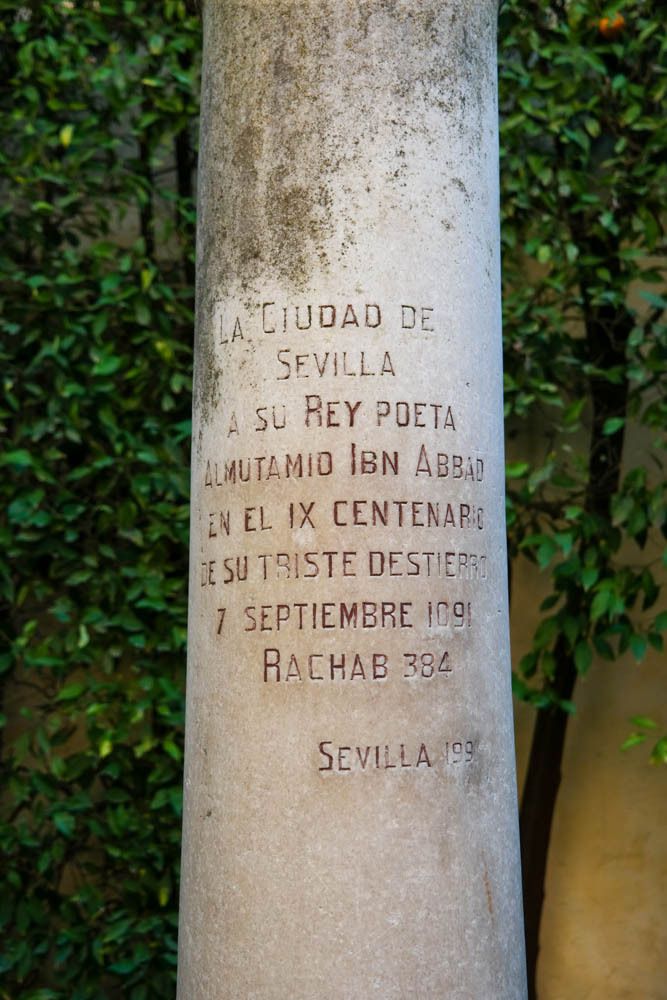 LA CIUDAD DE
SEVILLA
A SU REY POETA
ALMUTAMID IBN ABBAD
EN EL IX CENTENARIO
DE SU TRISTE DESTIERRO
7 SEPTIEMBRE 1091
RACHAB 384
SEVILLA